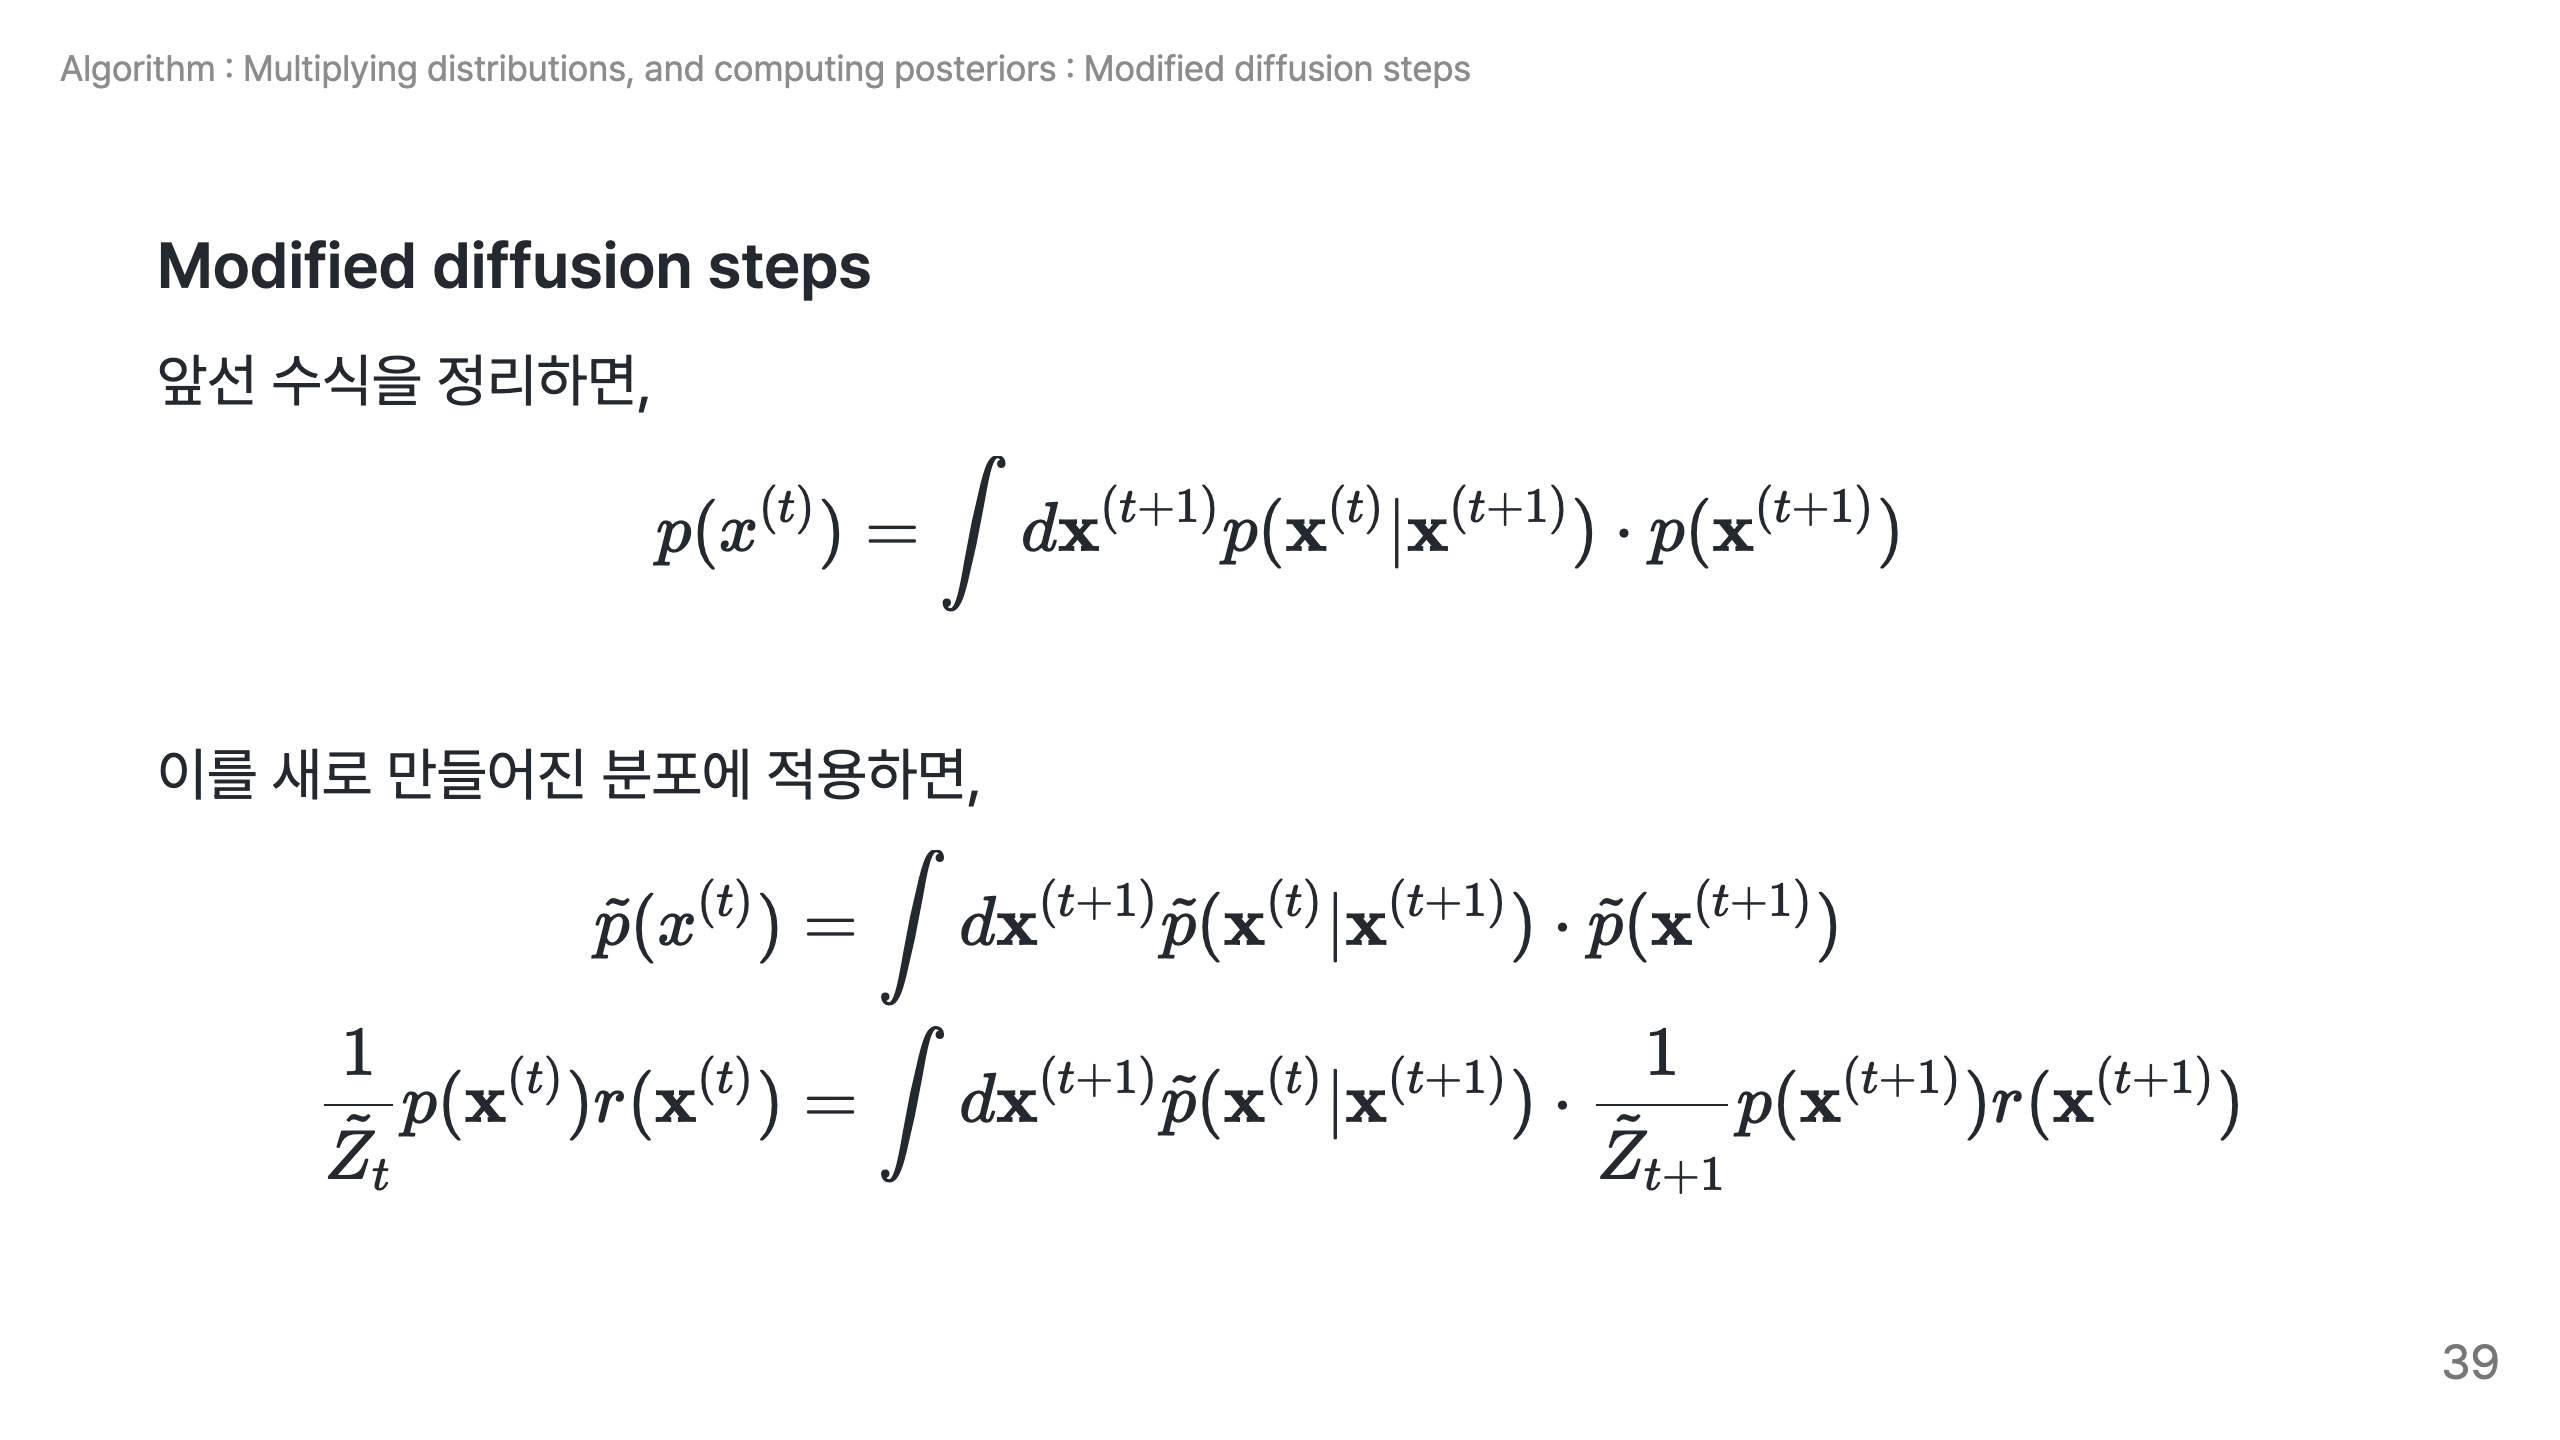 Algorithm : Multiplying distributions, and computing posteriors : Modified diffusion steps
Modified diffusion steps
앞선 수식을 정리하면,
$p(x^{(t)}) = \int d\mathbf{x}^{(t+1)} p(\mathbf{x}^{(t)}|\mathbf{x}^{(t+1)}) \cdot p(\mathbf{x}^{(t+1)})$
이를 새로 만들어진 분포에 적용하면,
$\tilde{p}(x^{(t)}) = \int d\mathbf{x}^{(t+1)} \tilde{p}(\mathbf{x}^{(t)}|\mathbf{x}^{(t+1)}) \cdot \tilde{p}(\mathbf{x}^{(t+1)})$
$\frac{1}{\tilde{Z}_t} p(\mathbf{x}^{(t)}) r(\mathbf{x}^{(t)}) = \int d\mathbf{x}^{(t+1)} \tilde{p}(\mathbf{x}^{(t)}|\mathbf{x}^{(t+1)}) \cdot \frac{1}{\tilde{Z}_{t+1}} p(\mathbf{x}^{(t+1)}) r(\mathbf{x}^{(t+1)})$
39